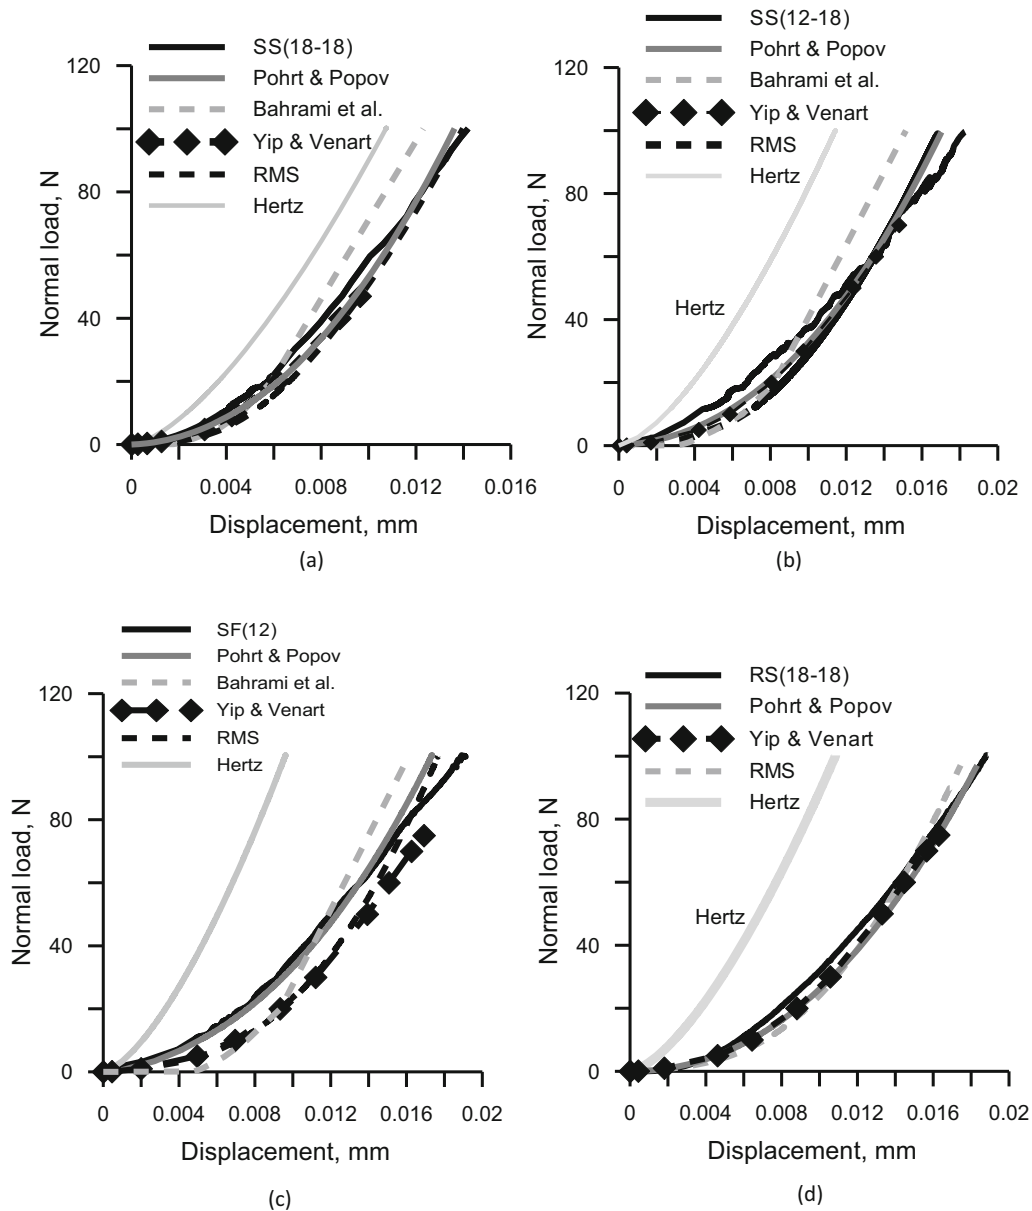 SS(18-18)
Pohrt & Popov
Bahrami et al.
Yip & Venart
RMS
Hertz
120
80
40
0
Normal load, N
0 0.004 0.008 0.012 0.016
Displacement, mm
(a)
SS(12-18)
Pohrt & Popov
Bahrami et al.
Yip & Venart
RMS
Hertz
120
80
40
0
Normal load, N
Hertz
0 0.004 0.008 0.012 0.016 0.02
Displacement, mm
(b)
SF(12)
Pohrt & Popov
Bahrami et al.
Yip & Venart
RMS
Hertz
120
80
40
0
Normal load, N
0 0.004 0.008 0.012 0.016 0.02
Displacement, mm
(c)
RS(18-18)
Pohrt & Popov
Yip & Venart
RMS
Hertz
120
80
40
0
Normal load, N
Hertz
0 0.004 0.008 0.012 0.016 0.02
Displacement, mm
(d)